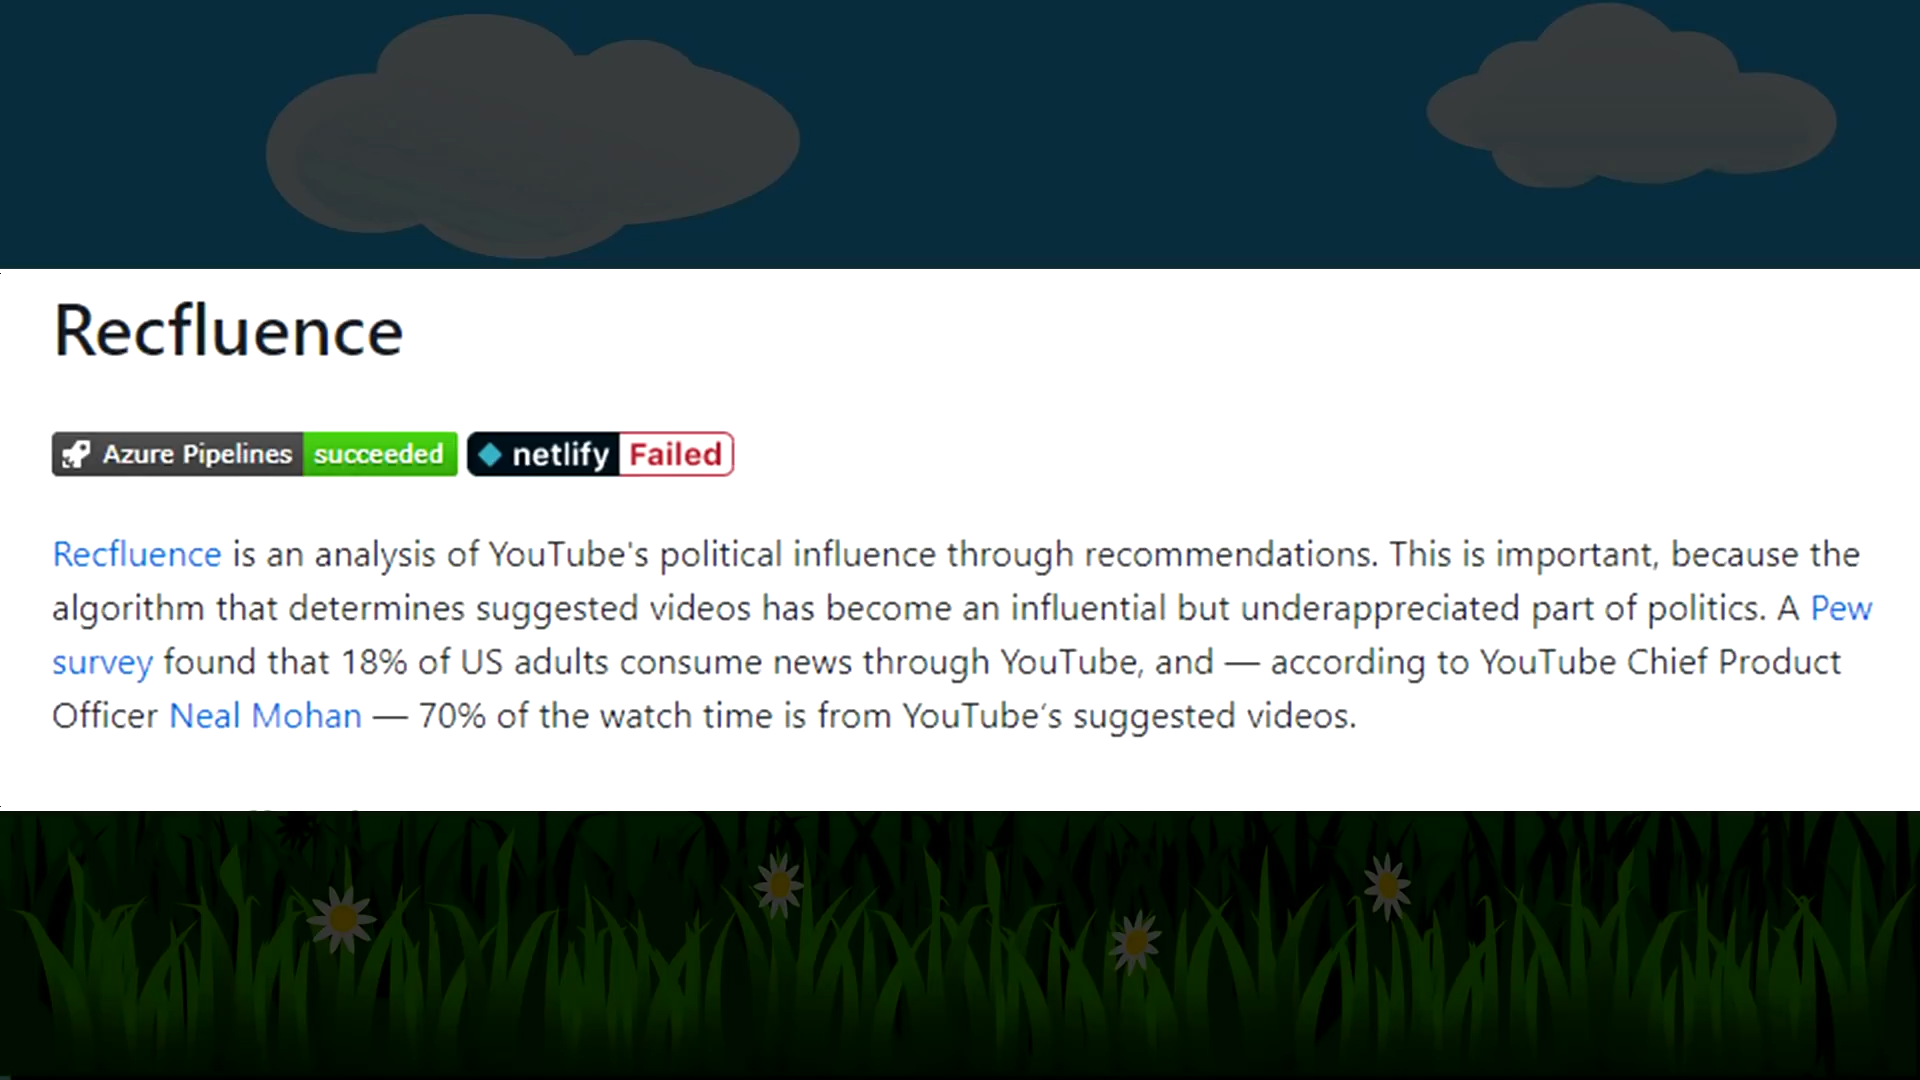 Recfluence
Azure Pipelines succeeded netlify Failed
Recfluence is an analysis of YouTube's political influence through recommendations. This is important, because the
algorithm that determines suggested videos has become an influential but underappreciated part of politics. A Pew
survey found that 18% of US adults consume news through YouTube, and — according to YouTube Chief Product
Officer Neal Mohan — 70% of the watch time is from YouTube’s suggested videos.